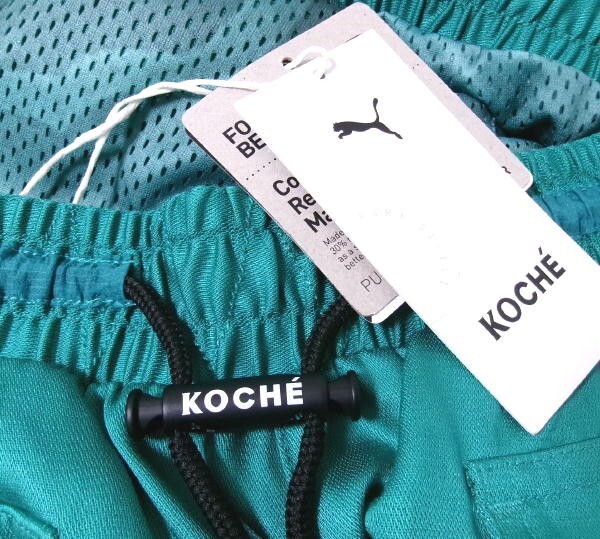 FO
BE
Co
Re
Ma
Made
30%
as a
bette
PU
KOCHÉ
KOCHÉ